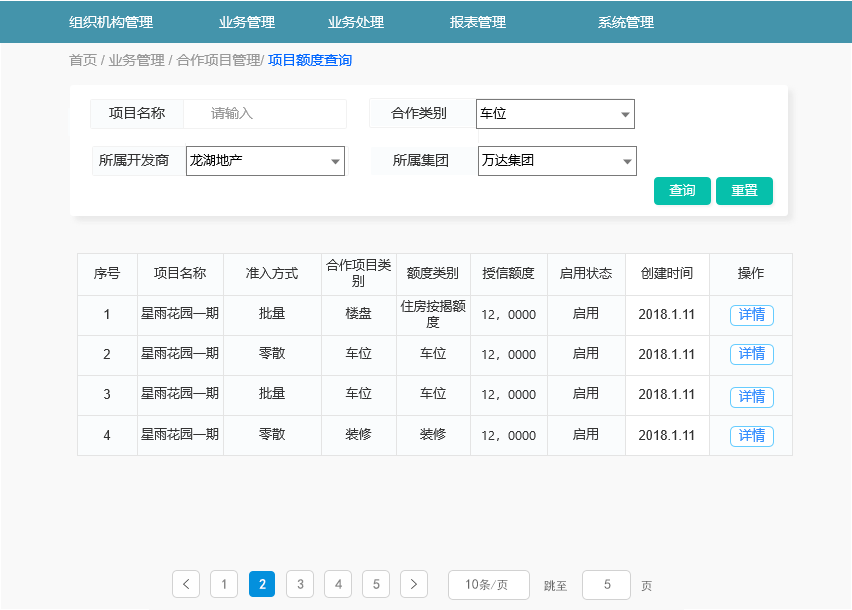 组织机构管理 业务管理 业务处理 报表管理 系统管理
首页 / 业务管理 / 合作项目管理/ 项目额度查询
项目名称 请输入 合作类别 车位
所属开发商 龙湖地产 所属集团 万达集团
查询 重置
序号 项目名称 准入方式 合作项目类别 额度类别 授信额度 启用状态 创建时间 操作
1 星雨花园一期 批量 楼盘 住房按揭额度 12，0000 启用 2018.1.11 详情
2 星雨花园一期 零散 车位 车位 12，0000 启用 2018.1.11 详情
3 星雨花园一期 批量 车位 车位 12，0000 启用 2018.1.11 详情
4 星雨花园一期 零散 装修 装修 12，0000 启用 2018.1.11 详情
< 1 2 3 4 5 > 10条/页 跳至 5 页